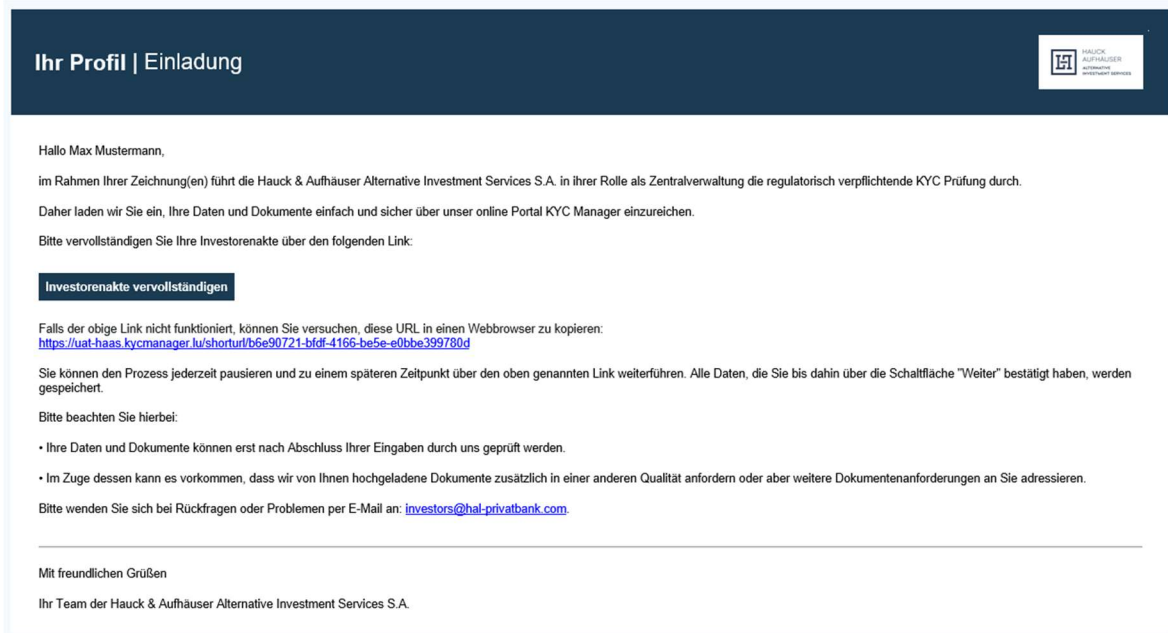 Ihr Profil | Einladung
HAUCK
AUFHÄUSER
ALTERNATIVE
INVESTMENT SERVICES
Hallo Max Mustermann,
im Rahmen Ihrer Zeichnung(en) führt die Hauck & Aufhäuser Alternative Investment Services S.A. in ihrer Rolle als Zentralverwaltung die regulatorisch verpflichtende KYC Prüfung durch.
Daher laden wir Sie ein, Ihre Daten und Dokumente einfach und sicher über unser online Portal KYC Manager einzureichen.
Bitte vervollständigen Sie Ihre Investorenakte über den folgenden Link:
Investorenakte vervollständigen
Falls der obige Link nicht funktioniert, können Sie versuchen, diese URL in einen Webbrowser zu kopieren:
https://uat-haas.kycmanager.lu/shorturl/b6e90721-bfdf-4166-be5e-e0bbe399780d
Sie können den Prozess jederzeit pausieren und zu einem späteren Zeitpunkt über den oben genannten Link weiterführen. Alle Daten, die Sie bis dahin über die Schaltfläche "Weiter" bestätigt haben, werden
gespeichert.
Bitte beachten Sie hierbei:
• Ihre Daten und Dokumente können erst nach Abschluss Ihrer Eingaben durch uns geprüft werden.
• Im Zuge dessen kann es vorkommen, dass wir von Ihnen hochgeladene Dokumente zusätzlich in einer anderen Qualität anfordern oder aber weitere Dokumentenanforderungen an Sie adressieren.
Bitte wenden Sie sich bei Rückfragen oder Problemen per E-Mail an: investors@hal-privatbank.com.
Mit freundlichen Grüßen
Ihr Team der Hauck & Aufhäuser Alternative Investment Services S.A.